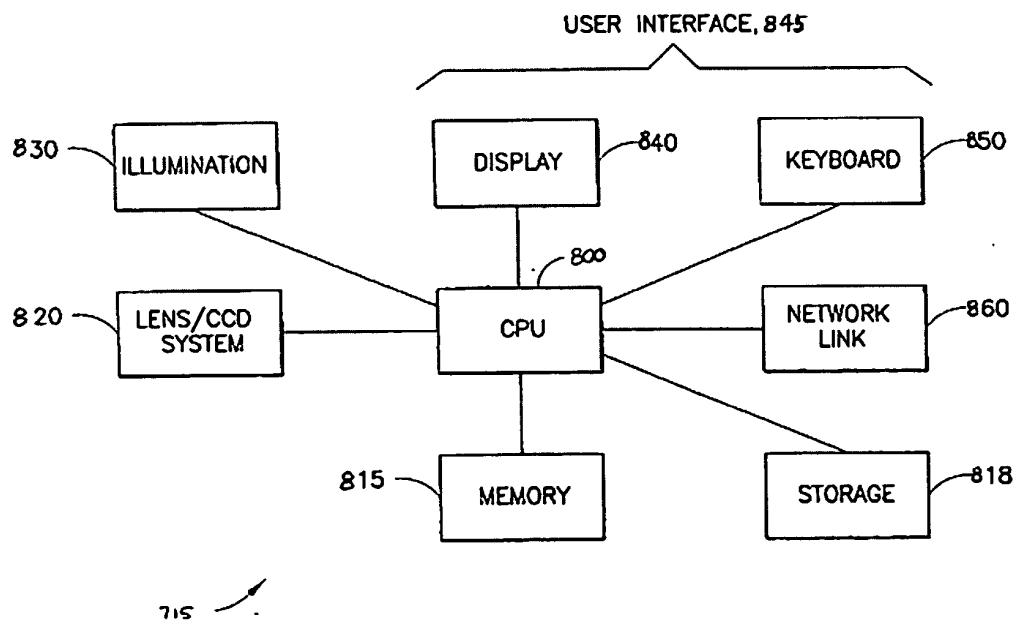 USER INTERFACE, 845
830
ILLUMINATION
DISPLAY
840
KEYBOARD
850
800
820
LENS/CCD
SYSTEM
CPU
NETWORK
LINK
860
815
MEMORY
STORAGE
818
715